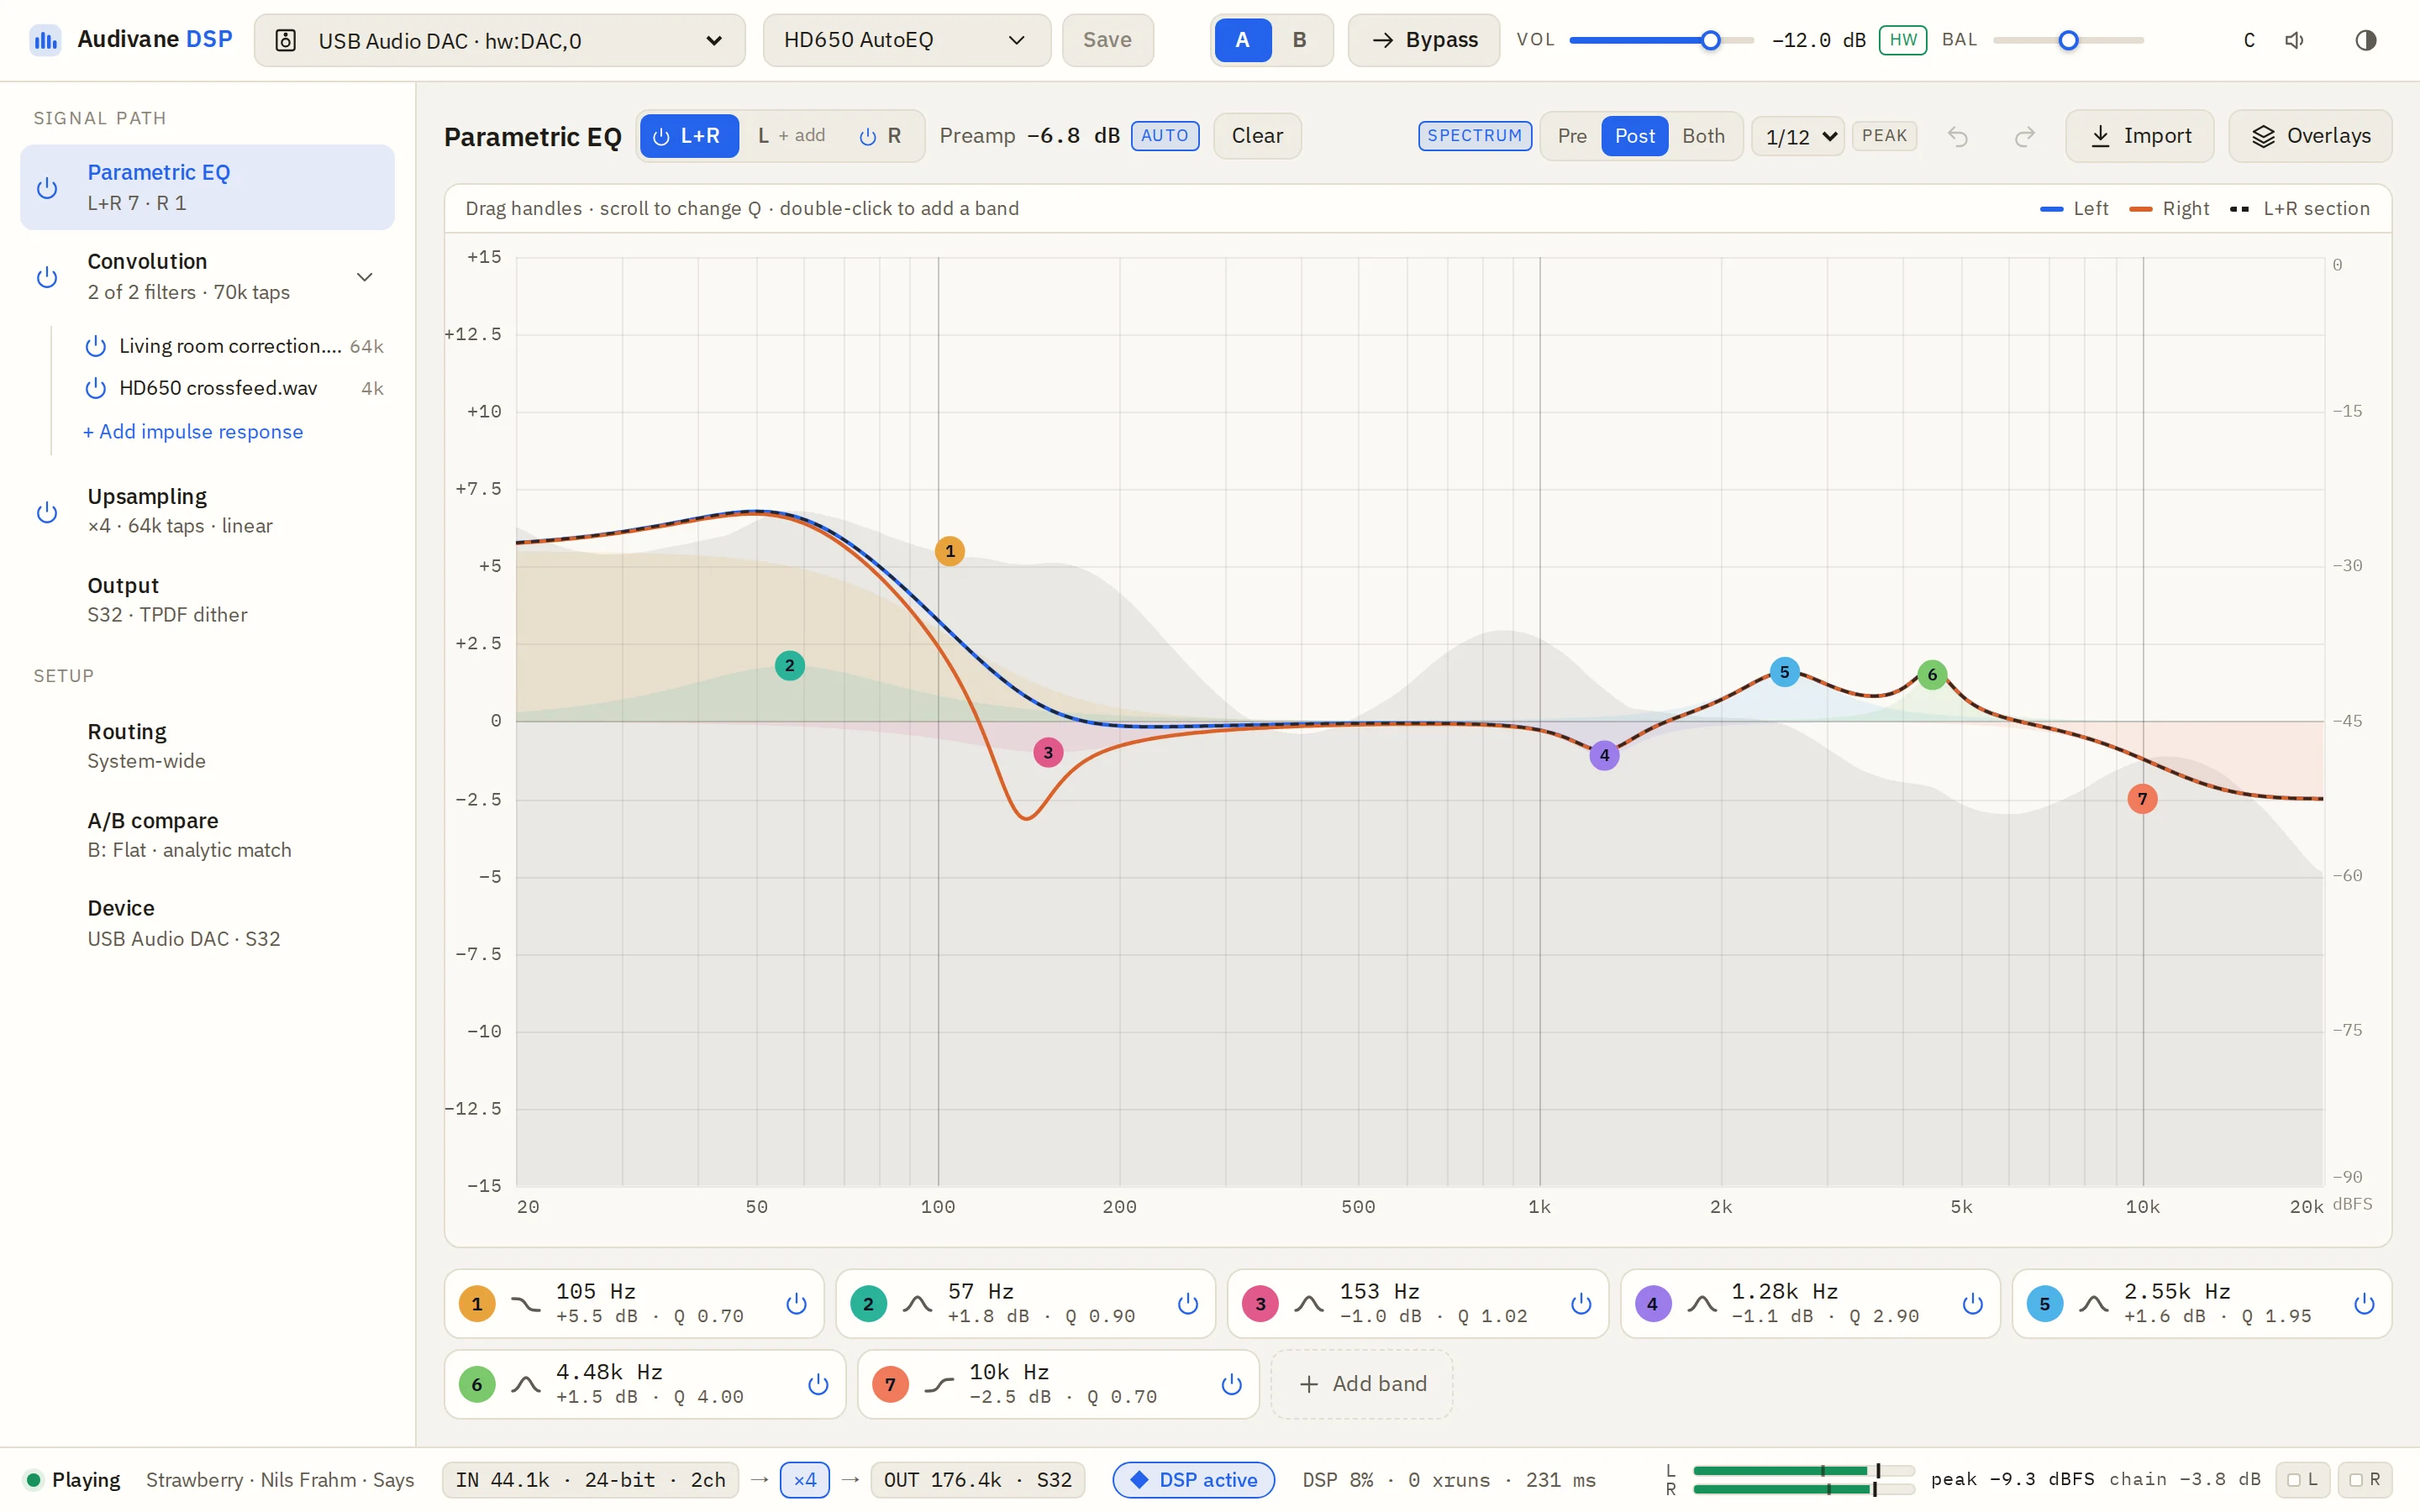 Audivane DSP
USB Audio DAC · hw:DAC,0
HD650 AutoEQ
Save
A B
Bypass
VOL
−12.0 dB
HW
BAL
C
SIGNAL PATH
Parametric EQ
L+R 7 · R 1
Convolution
2 of 2 filters · 70k taps
Living room correction.... 64k
HD650 crossfeed.wav 4k
+ Add impulse response
Upsampling
×4 · 64k taps · linear
Output
S32 · TPDF dither
SETUP
Routing
System-wide
A/B compare
B: Flat · analytic match
Device
USB Audio DAC · S32
Parametric EQ
L+R
L + add
R
Preamp −6.8 dB
AUTO
Clear
SPECTRUM
Pre Post Both
1/12
PEAK
Import
Overlays
Drag handles · scroll to change Q · double-click to add a band
Left Right L+R section
+15
+12.5
+10
+7.5
+5
+2.5
0
−2.5
−5
−7.5
−10
−12.5
−15
0
−15
−30
−45
−60
−75
−90
dBFS
1
2
3
4
5
6
7
20 50 100 200 500 1k 2k 5k 10k 20k
1
105 Hz
+5.5 dB · Q 0.70
2
57 Hz
+1.8 dB · Q 0.90
3
153 Hz
−1.0 dB · Q 1.02
4
1.28k Hz
−1.1 dB · Q 2.90
5
2.55k Hz
+1.6 dB · Q 1.95
6
4.48k Hz
+1.5 dB · Q 4.00
7
10k Hz
−2.5 dB · Q 0.70
+ Add band
Playing
Strawberry · Nils Frahm · Says
IN 44.1k · 24-bit · 2ch
→
×4
→
OUT 176.4k · S32
DSP active
DSP 8% · 0 xruns · 231 ms
L
R
peak −9.3 dBFS
chain −3.8 dB
L
R